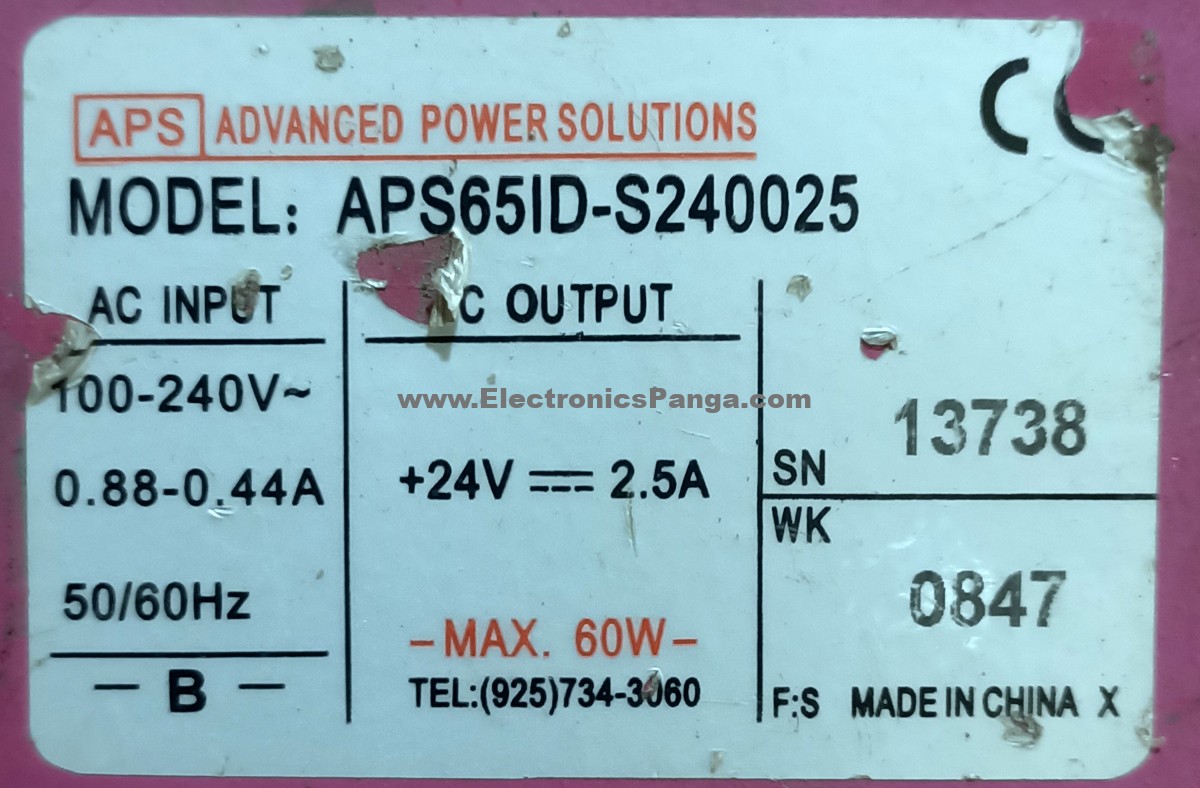 APS ADVANCED POWER SOLUTIONS
CE
MODEL: APS65ID-S240025
AC INPUT
100-240V~
0.88-0.44A
50/60Hz
- B -
C OUTPUT
+24V ⎓ 2.5A
-MAX. 60W-
TEL:(925)734-3060
SN
13738
WK
0847
F:S MADE IN CHINA X
www.ElectronicsPanga.com